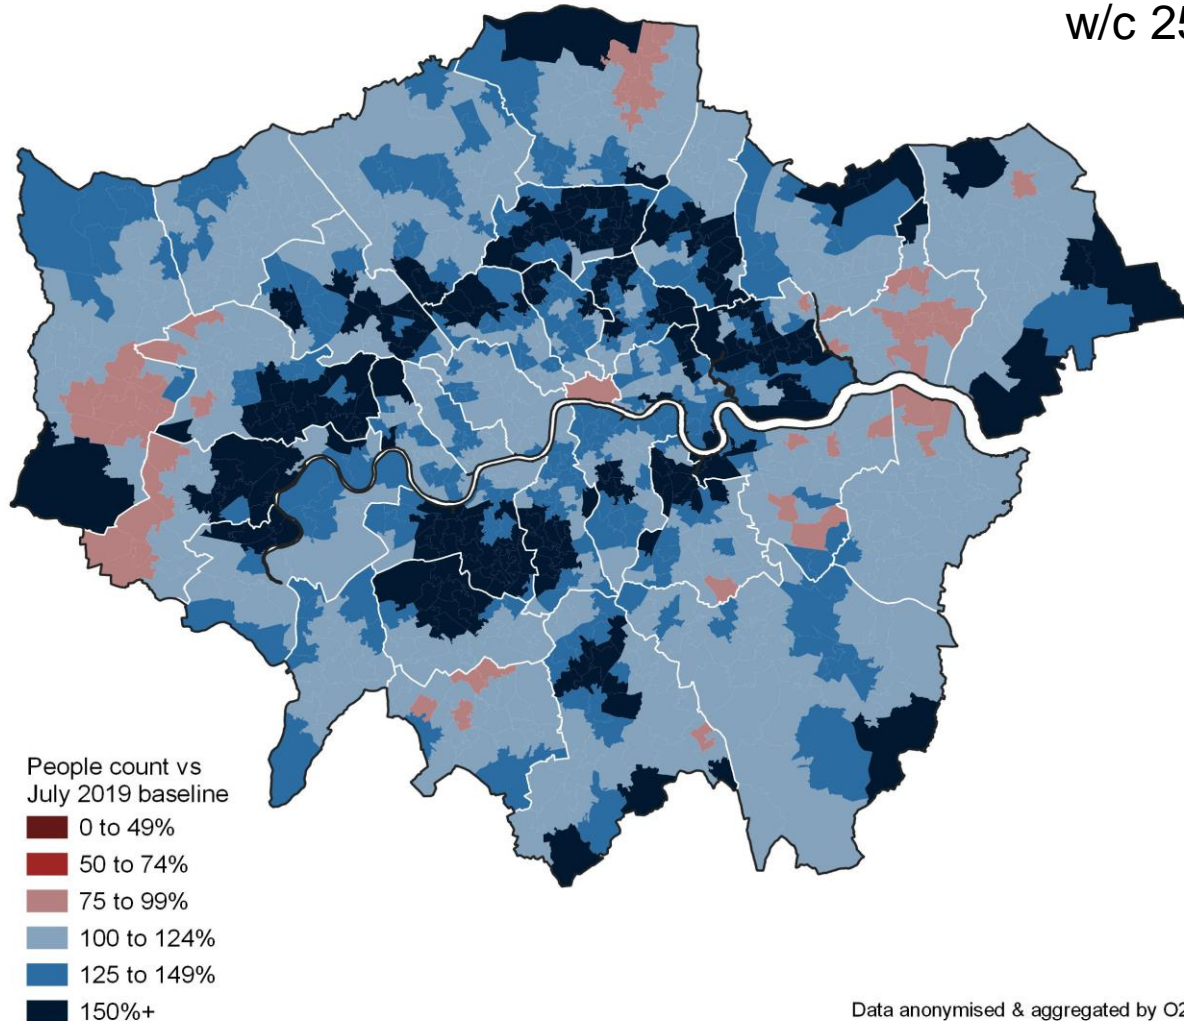 w/c 25
People count vs
July 2019 baseline
0 to 49%
50 to 74%
75 to 99%
100 to 124%
125 to 149%
150%+
Data anonymised & aggregated by O2